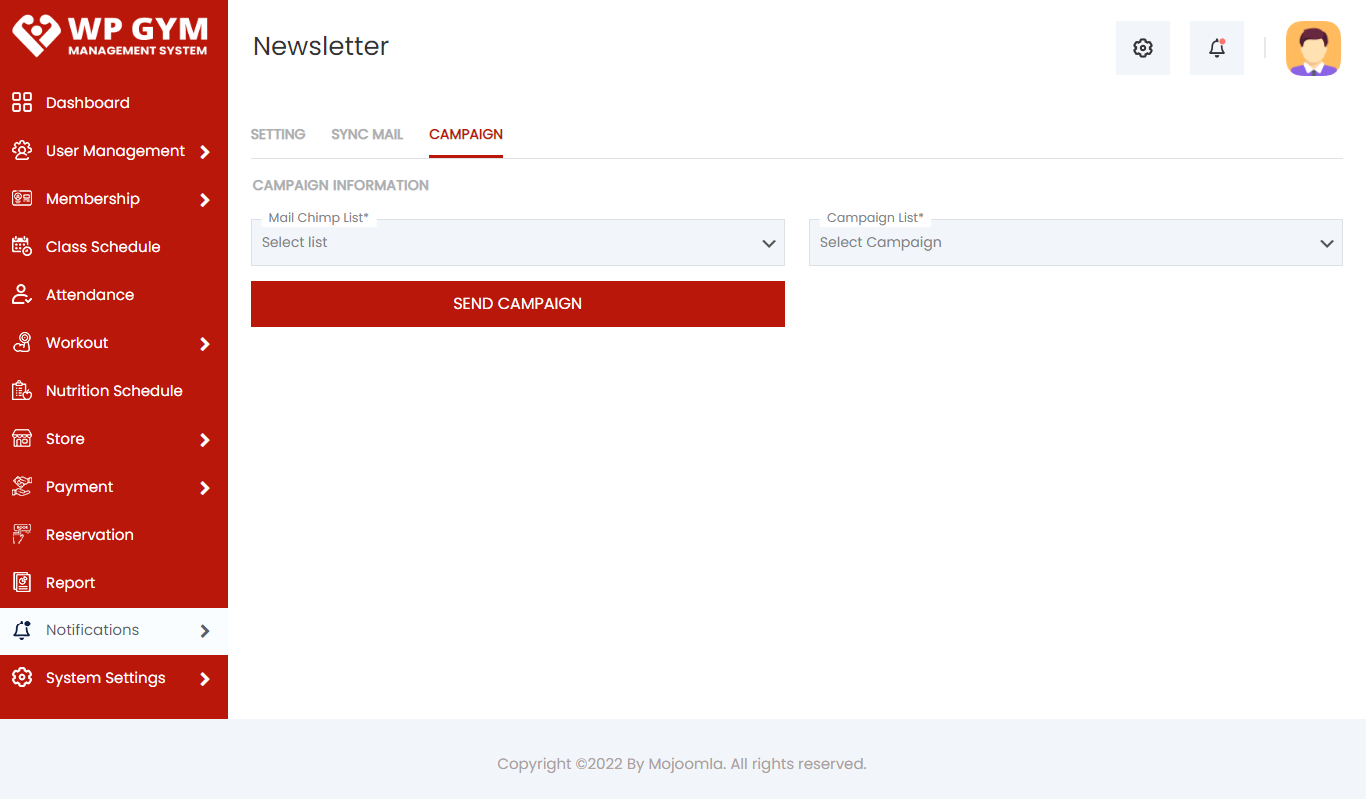 WP GYM
MANAGEMENT SYSTEM
Dashboard
User Management
Membership
Class Schedule
Attendance
Workout
Nutrition Schedule
Store
Payment
Reservation
Report
Notifications
System Settings
Newsletter
SETTING SYNC MAIL CAMPAIGN
CAMPAIGN INFORMATION
Mail Chimp List* Campaign List*
Select list Select Campaign
SEND CAMPAIGN
Copyright ©2022 By Mojoomla. All rights reserved.